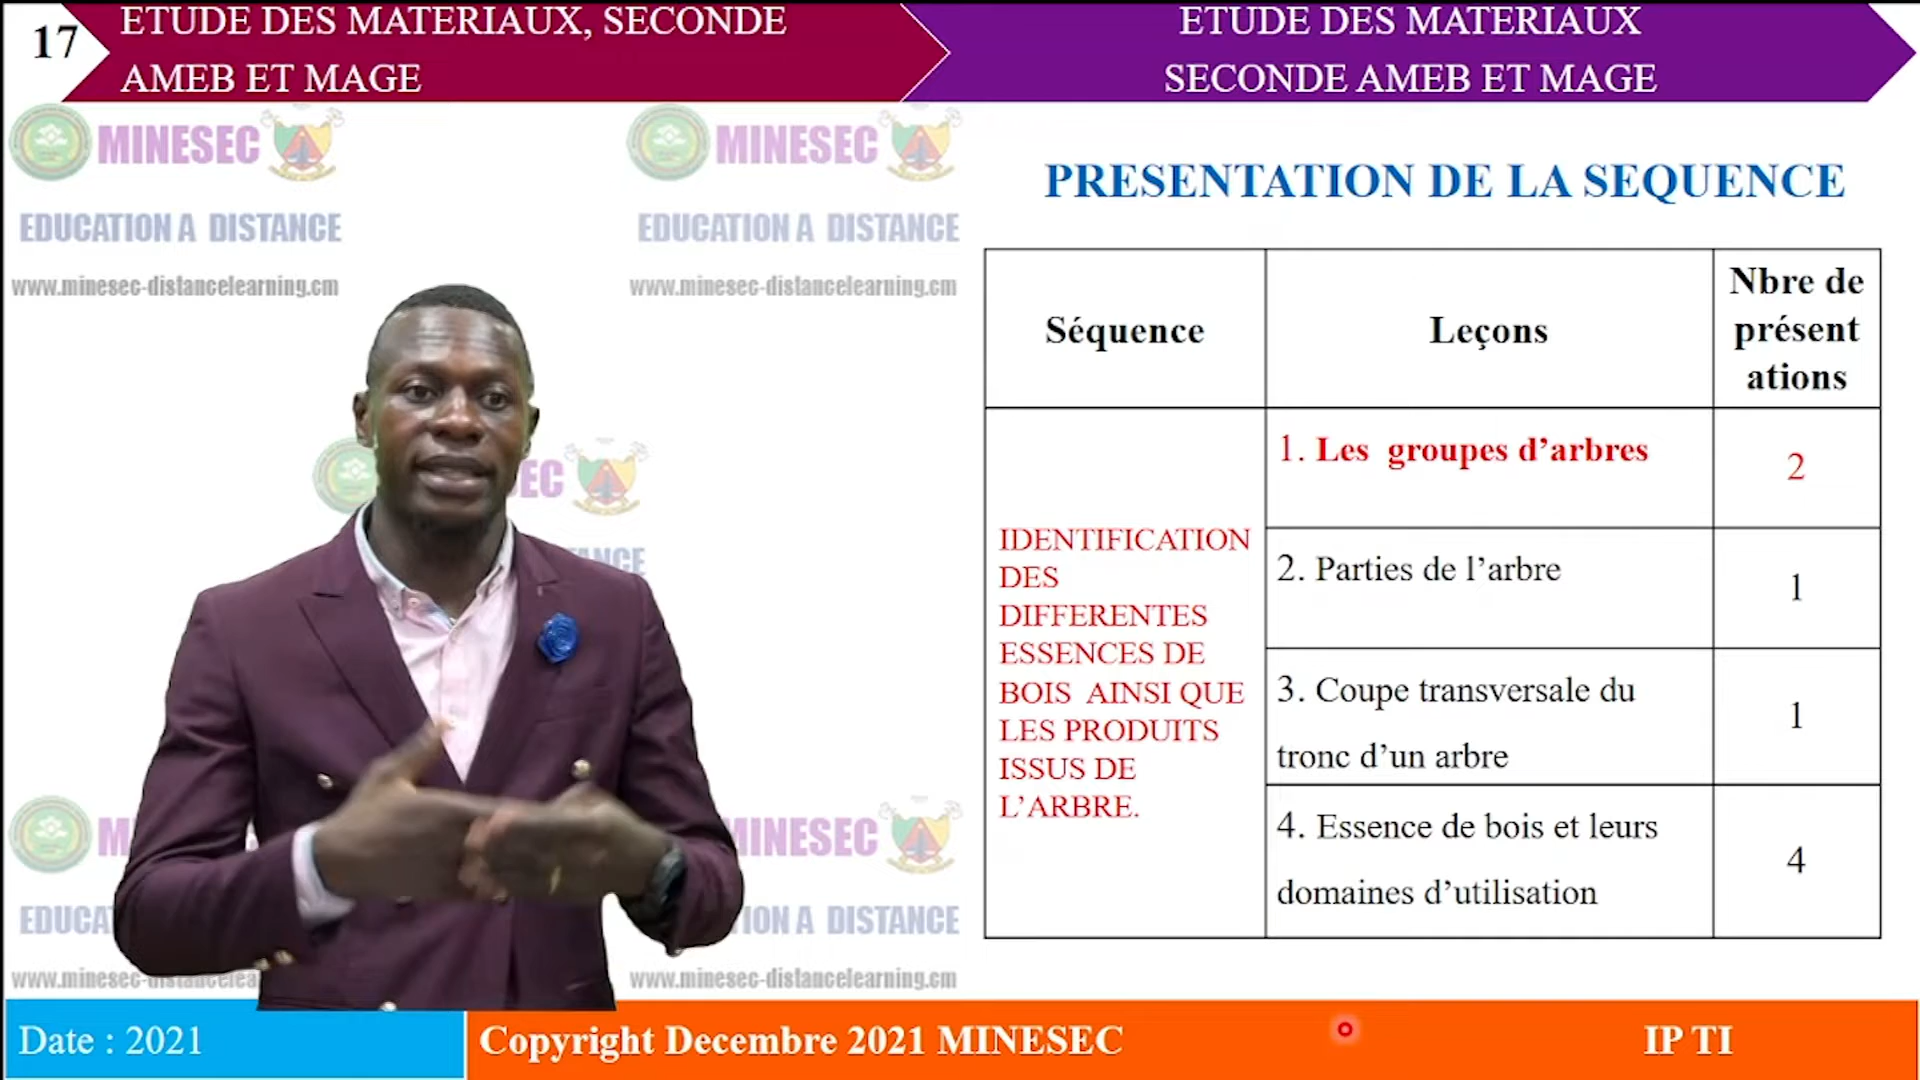 17
ETUDE DES MATERIAUX, SECONDE
AMEB ET MAGE
ETUDE DES MATERIAUX
SECONDE AMEB ET MAGE
MINESEC
EDUCATION A DISTANCE
www.minesec-distancelearning.cm
MINESEC
EDUCATION A DISTANCE
www.minesec-distancelearning.cm
PRESENTATION DE LA SEQUENCE
Séquence
Leçons
Nbre de
présent
ations
IDENTIFICATION
DES
DIFFERENTES
ESSENCES DE
BOIS AINSI QUE
LES PRODUITS
ISSUS DE
L’ARBRE.
1. Les groupes d’arbres
2
2. Parties de l’arbre
1
3. Coupe transversale du
tronc d’un arbre
1
4. Essence de bois et leurs
domaines d’utilisation
4
MINESEC
A DISTANCE
www.minesec-distancelearning.cm
Date : 2021
Copyright Decembre 2021 MINESEC
IP TI